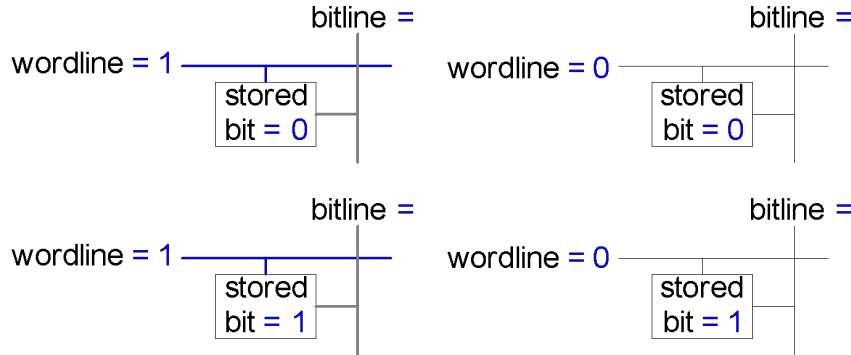 bitline =
bitline =
wordline = 1
wordline = 0
stored
bit = 0
stored
bit = 0
bitline =
bitline =
wordline = 1
wordline = 0
stored
bit = 1
stored
bit = 1